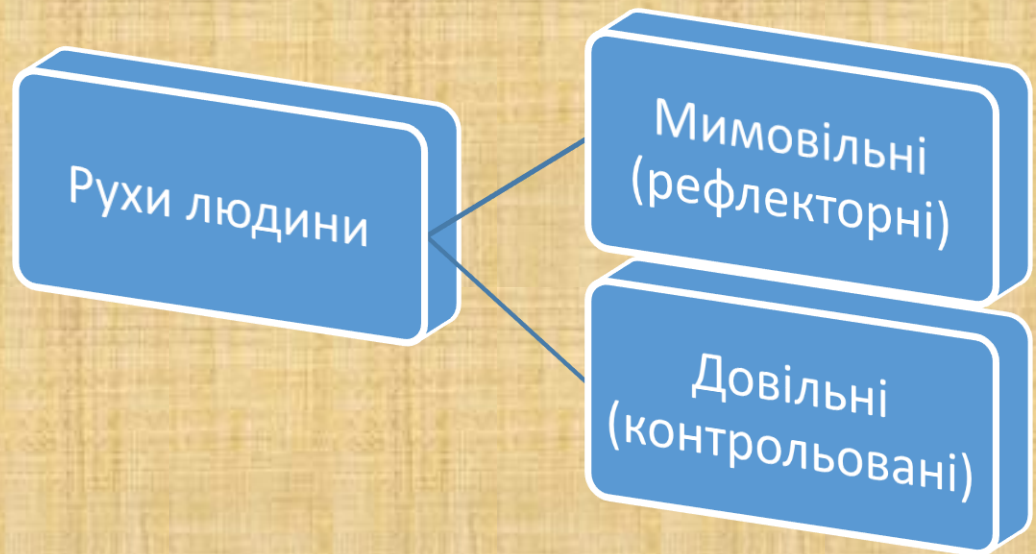 Рухи людини
Мимовільні
(рефлекторні)
Довільні
(контрольовані)